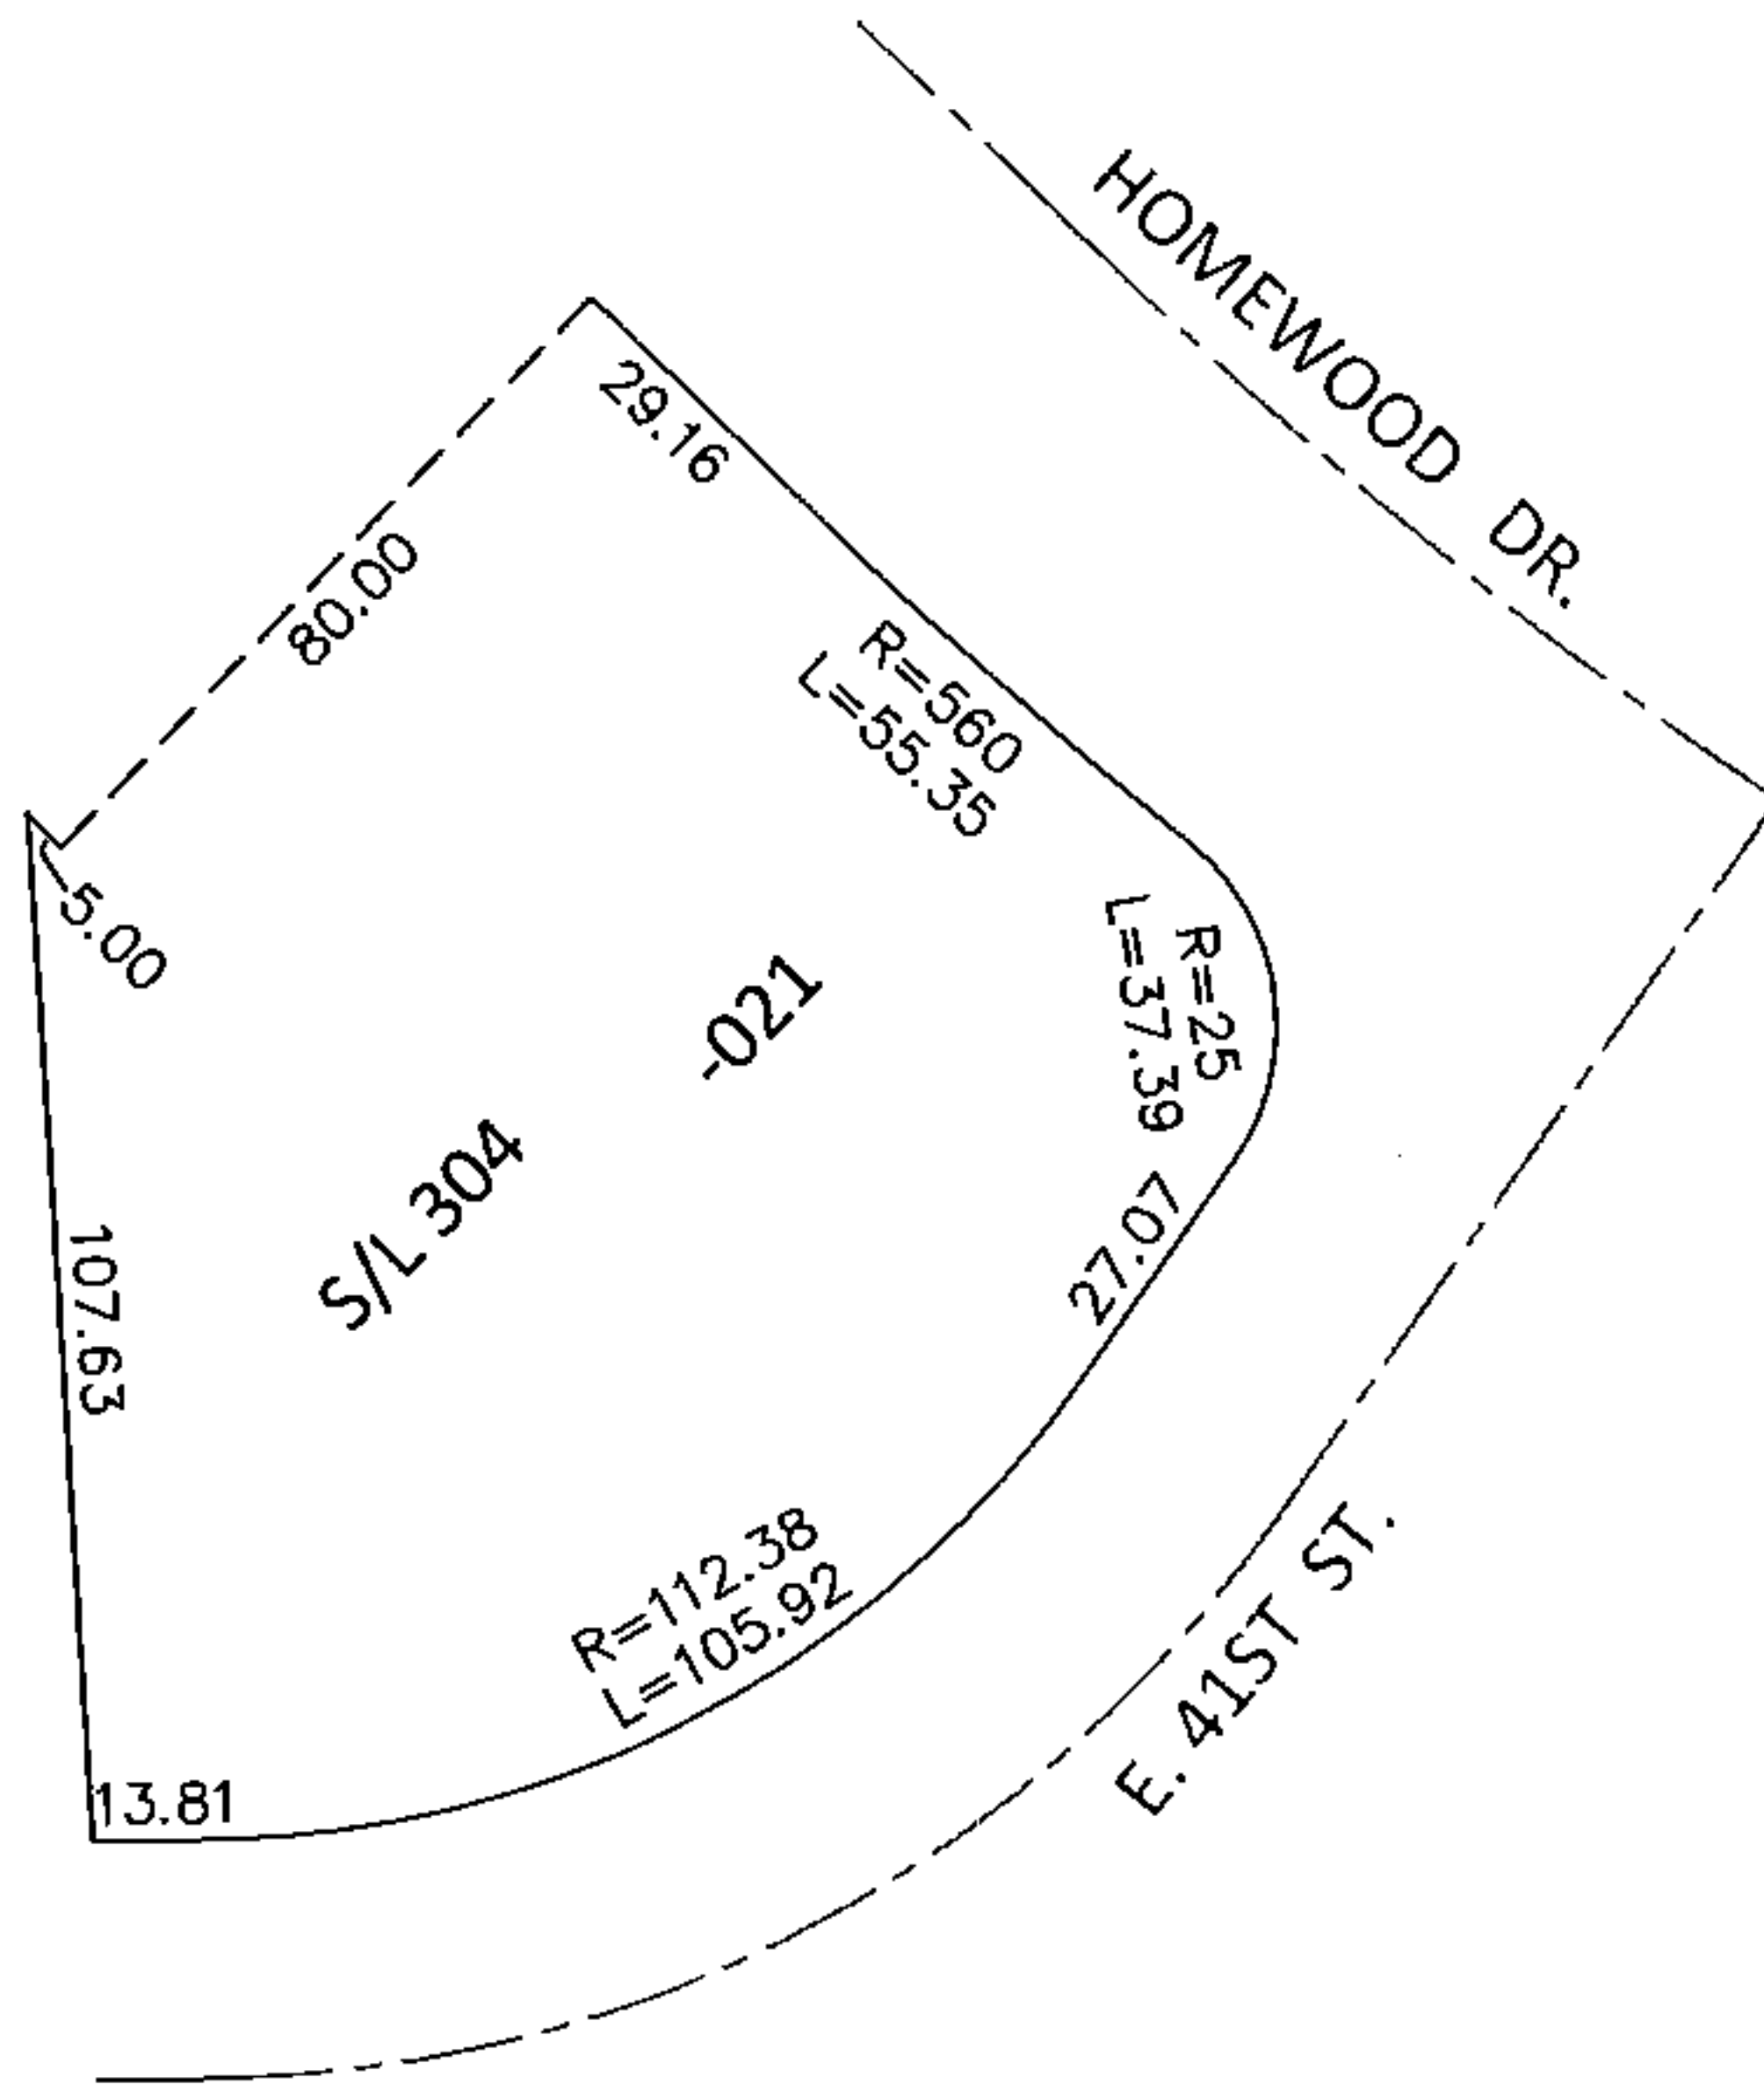 HOMEWOOD DR.
29.16
80.00
R=560
L=55.35
5.00
R=25
L=37.39
-021
S/L 304
27.07
107.63
R=112.38
L=105.92
E. 41ST ST.
13.81